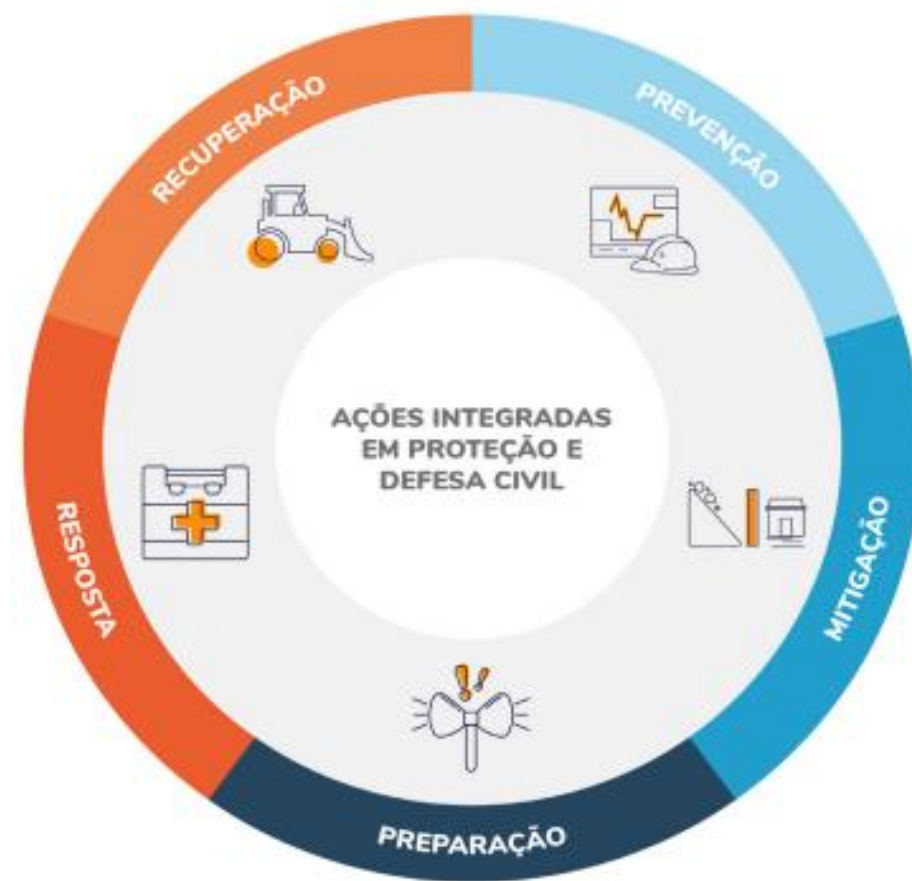 RECUPERAÇÃO
PREVENÇÃO
AÇÕES INTEGRADAS
EM PROTEÇÃO E
DEFESA CIVIL
RESPOSTA
MITIGAÇÃO
PREPARAÇÃO